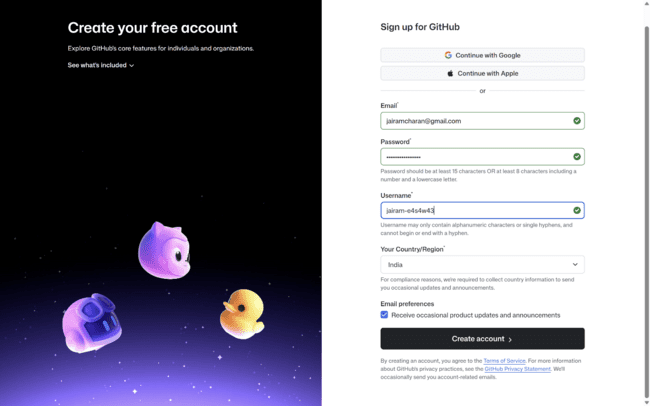 Create your free account
Explore GitHub's core features for individuals and organizations.
See what's included
Sign up for GitHub
Continue with Google
Continue with Apple
or
Email*
jairamcharan@gmail.com
Password*
••••••••••••••••
Password should be at least 15 characters OR at least 8 characters including a
number and a lowercase letter.
Username*
jairam-e4s4w43
Username may only contain alphanumeric characters or single hyphens, and
cannot begin or end with a hyphen.
Your Country/Region*
India
For compliance reasons, we're required to collect country information to send
you occasional updates and announcements.
Email preferences
Receive occasional product updates and announcements
Create account
By creating an account, you agree to the Terms of Service. For more information
about GitHub's privacy practices, see the GitHub Privacy Statement. We'll
occasionally send you account-related emails.